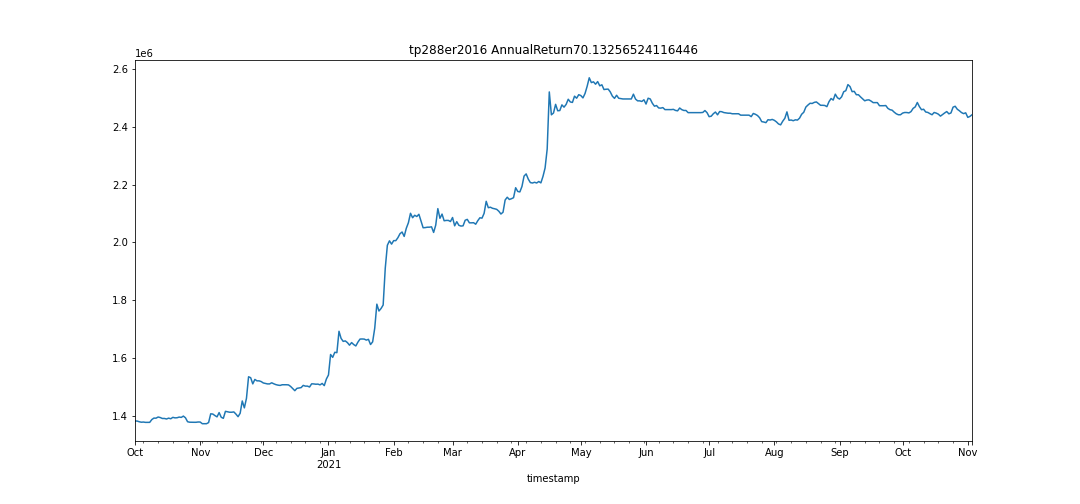 tp288er2016 AnnualReturn70.13256524116446
1e6
2.6
2.4
2.2
2.0
1.8
1.6
1.4
Oct Nov Dec Jan Feb Mar Apr May Jun Jul Aug Sep Oct Nov
2021
timestamp